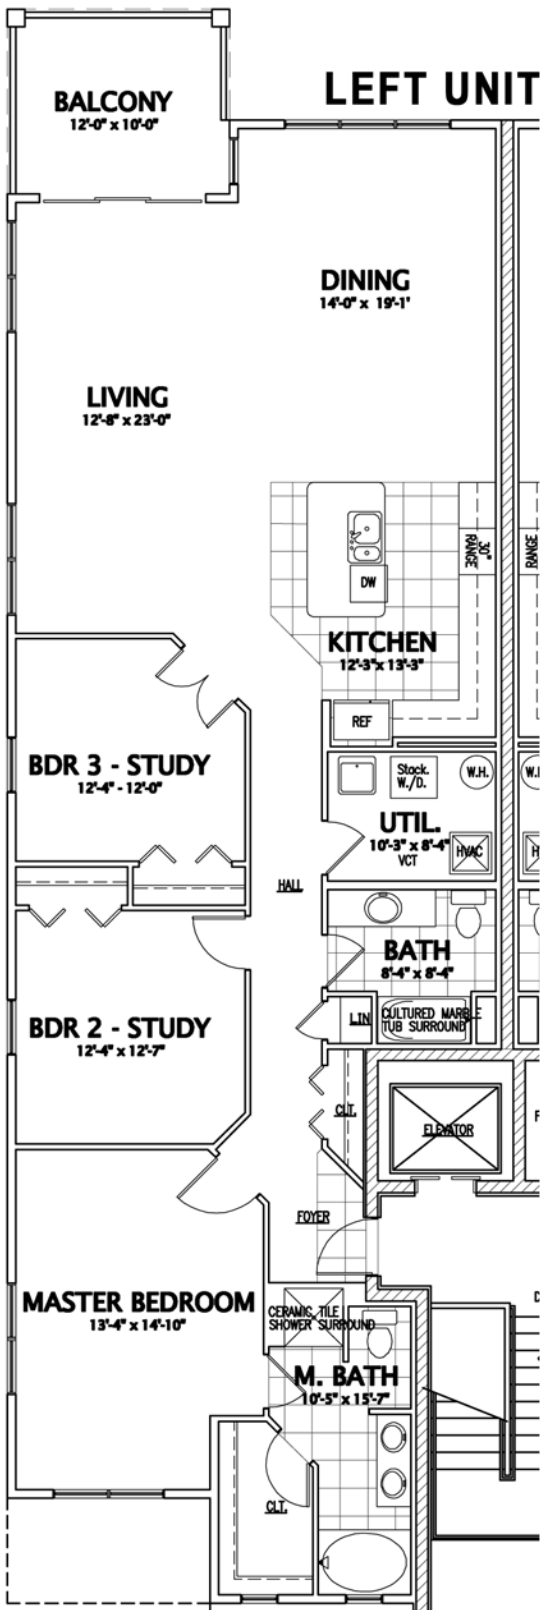 LEFT UNIT
BALCONY
12'-0" x 10'-0"
DINING
14'-0" x 19'-1"
LIVING
12'-8" x 23'-0"
30"
RANGE
RANGE
DW
KITCHEN
12'-3" x 13'-3"
REF
BDR 3 - STUDY
12'-4" - 12'-0"
Stack.
W./D.
W.H.
UTIL.
10'-3" x 8'-4"
VCT
HVAC
HALL
BATH
8'-4" x 8'-4"
BDR 2 - STUDY
12'-4" x 12'-7"
LIN
CULTURED MARBLE
TUB SURROUND
CLT.
ELEVATOR
FOYER
MASTER BEDROOM
13'-4" x 14'-10"
CERAMIC TILE
SHOWER SURROUND
M. BATH
10'-5" x 15'-7"
CLT.